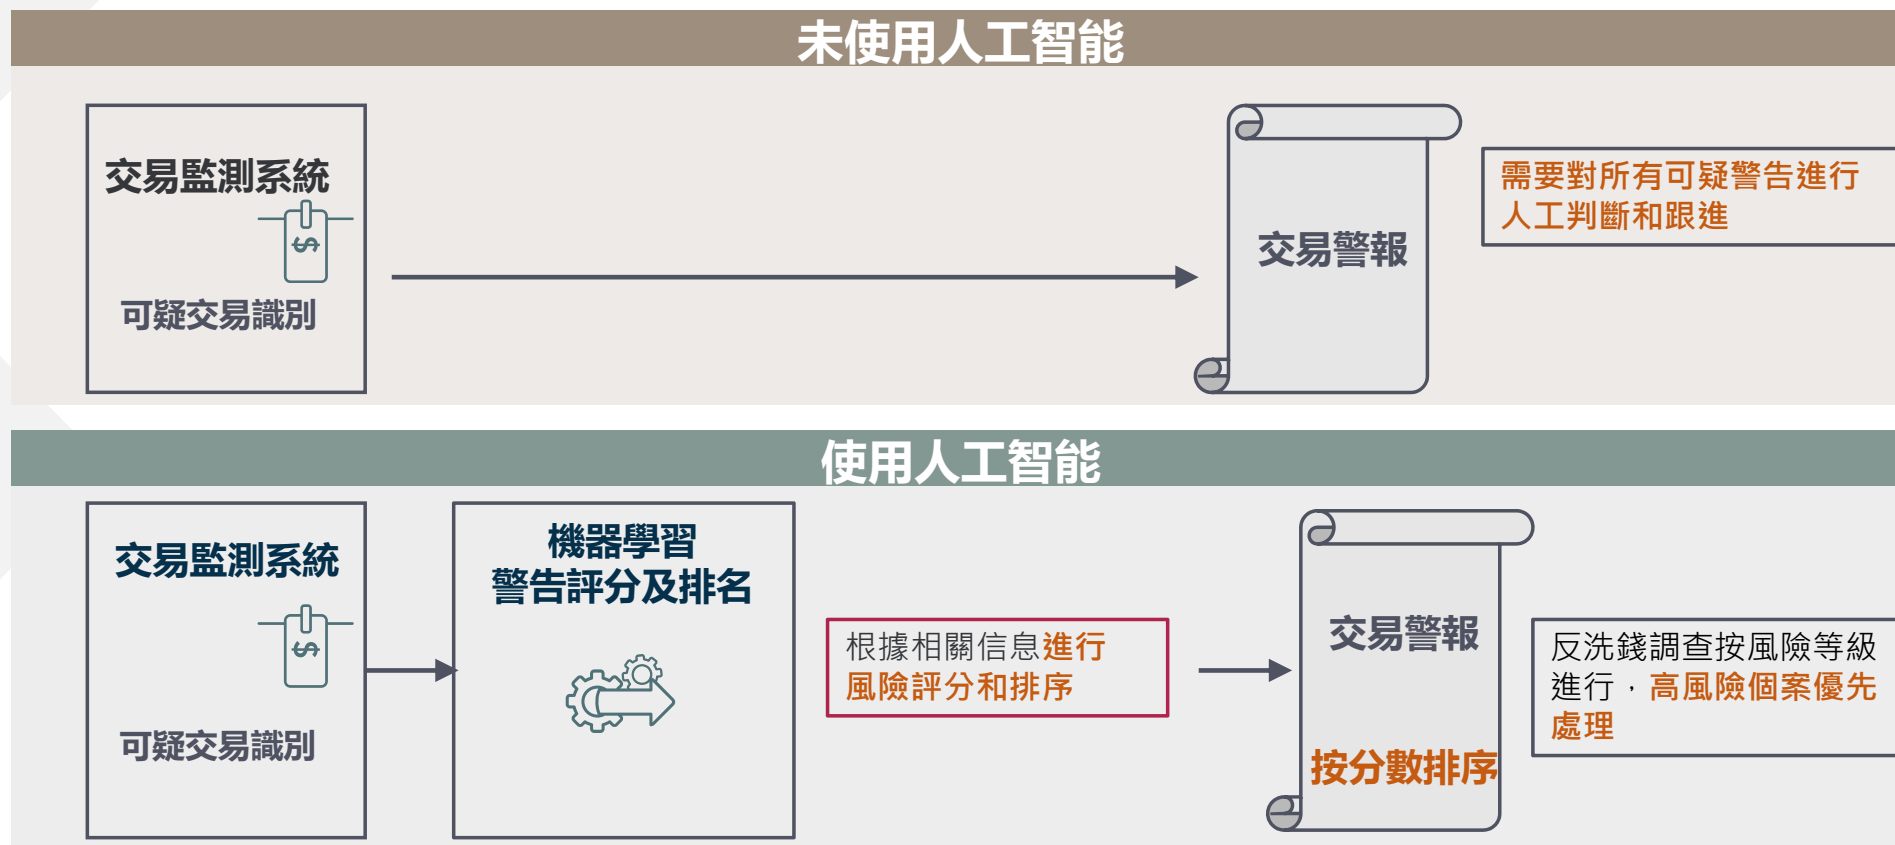 未使用人工智能
交易監測系統
$
可疑交易識別
交易警報
需要對所有可疑警告進行
人工判斷和跟進
使用人工智能
交易監測系統
$
可疑交易識別
機器學習
警告評分及排名
根據相關信息進行
風險評分和排序
交易警報
按分數排序
反洗錢調查按風險等級
進行，高風險個案優先
處理